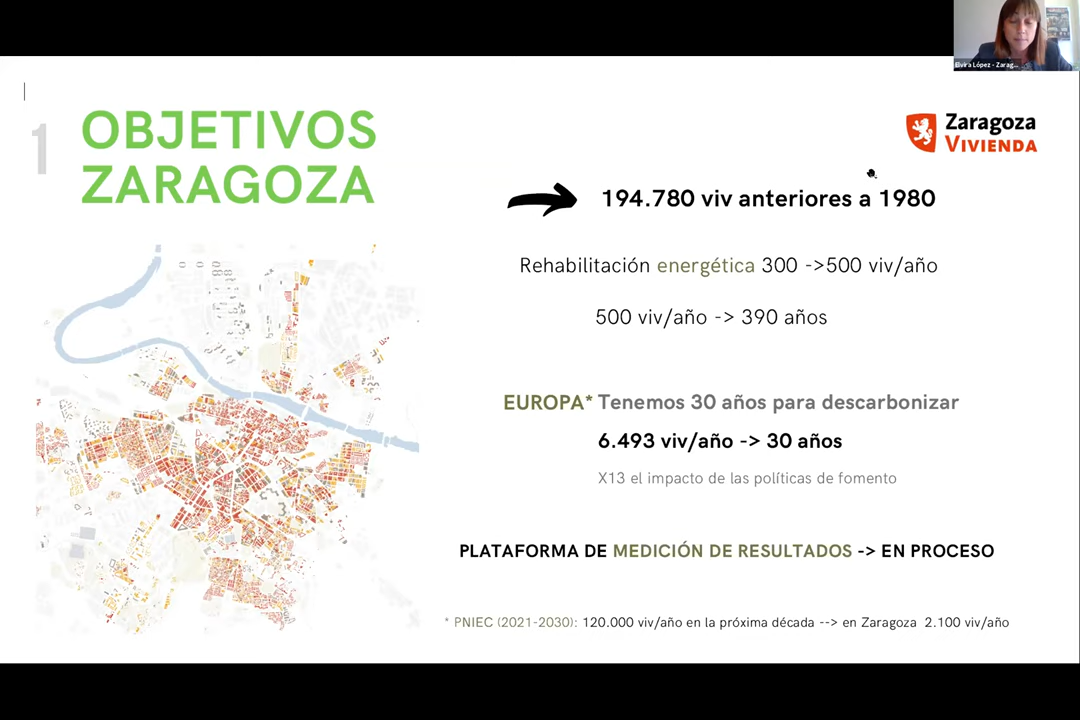 Elvira López - Zarag...
1
OBJETIVOS
ZARAGOZA
Zaragoza
VIVIENDA
194.780 viv anteriores a 1980
Rehabilitación energética 300 ->500 viv/año
500 viv/año -> 390 años
EUROPA* Tenemos 30 años para descarbonizar
6.493 viv/año -> 30 años
X13 el impacto de las políticas de fomento
PLATAFORMA DE MEDICIÓN DE RESULTADOS -> EN PROCESO
* PNIEC (2021-2030): 120.000 viv/año en la próxima década --> en Zaragoza 2.100 viv/año